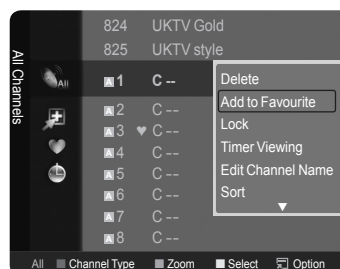 824 UKTV Gold
825 UKTV style
All Channels
All
A 1 C --
A 2 C --
A 3 ♥ C --
A 4 C --
A 5 C --
A 6 C --
A 7 C --
A 8 C --
Delete
Add to Favourite
Lock
Timer Viewing
Edit Channel Name
Sort
▼
All Channel Type Zoom Select Option